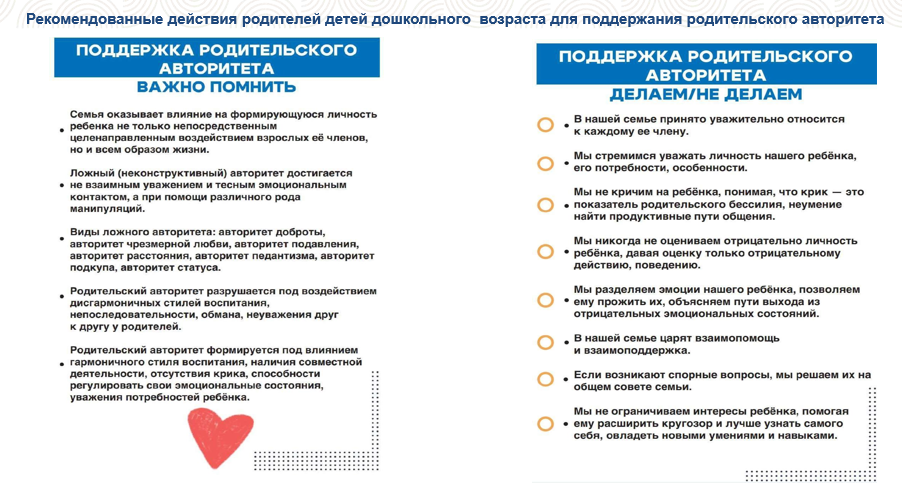 Рекомендованные действия родителей детей дошкольного возраста для поддержания родительского авторитета
ПОДДЕРЖКА РОДИТЕЛЬСКОГО
АВТОРИТЕТА
ВАЖНО ПОМНИТЬ
Семья оказывает влияние на формирующуюся личность
ребенка не только непосредственным
• целенаправленным воздействием взрослых её членов,
но и всем образом жизни.
Ложный (неконструктивный) авторитет достигается
• не взаимным уважением и тесным эмоциональным
контактом, а при помощи различного рода
манипуляций.
Виды ложного авторитета: авторитет доброты,
• авторитет чрезмерной любви, авторитет подавления,
авторитет расстояния, авторитет педантизма, авторитет
подкупа, авторитет статуса.
• Родительский авторитет разрушается под воздействием
дисгармоничных стилей воспитания,
непоследовательности, обмана, неуважения друг
к другу у родителей.
Родительский авторитет формируется под влиянием
• гармоничного стиля воспитания, наличия совместной
деятельности, отсутствия крика, способности
регулировать свои эмоциональные состояния,
уважения потребностей ребёнка.
ПОДДЕРЖКА РОДИТЕЛЬСКОГО
АВТОРИТЕТА
ДЕЛАЕМ/НЕ ДЕЛАЕМ
• В нашей семье принято уважительно относится
к каждому ее члену.
• Мы стремимся уважать личность нашего ребёнка,
его потребности, особенности.
Мы не кричим на ребёнка, понимая, что крик — это
• показатель родительского бессилия, неумение
найти продуктивные пути общения.
Мы никогда не оцениваем отрицательно личность
• ребёнка, давая оценку только отрицательному
действию, поведению.
Мы разделяем эмоции нашего ребёнка, позволяем
• ему прожить их, объясняем пути выхода из
отрицательных эмоциональных состояний.
• В нашей семье царят взаимопомощь
и взаимоподдержка.
• Если возникают спорные вопросы, мы решаем их на
общем совете семьи.
Мы не ограничиваем интересы ребёнка, помогая
• ему расширить кругозор и лучше узнать самого
себя, овладеть новыми умениями и навыками.